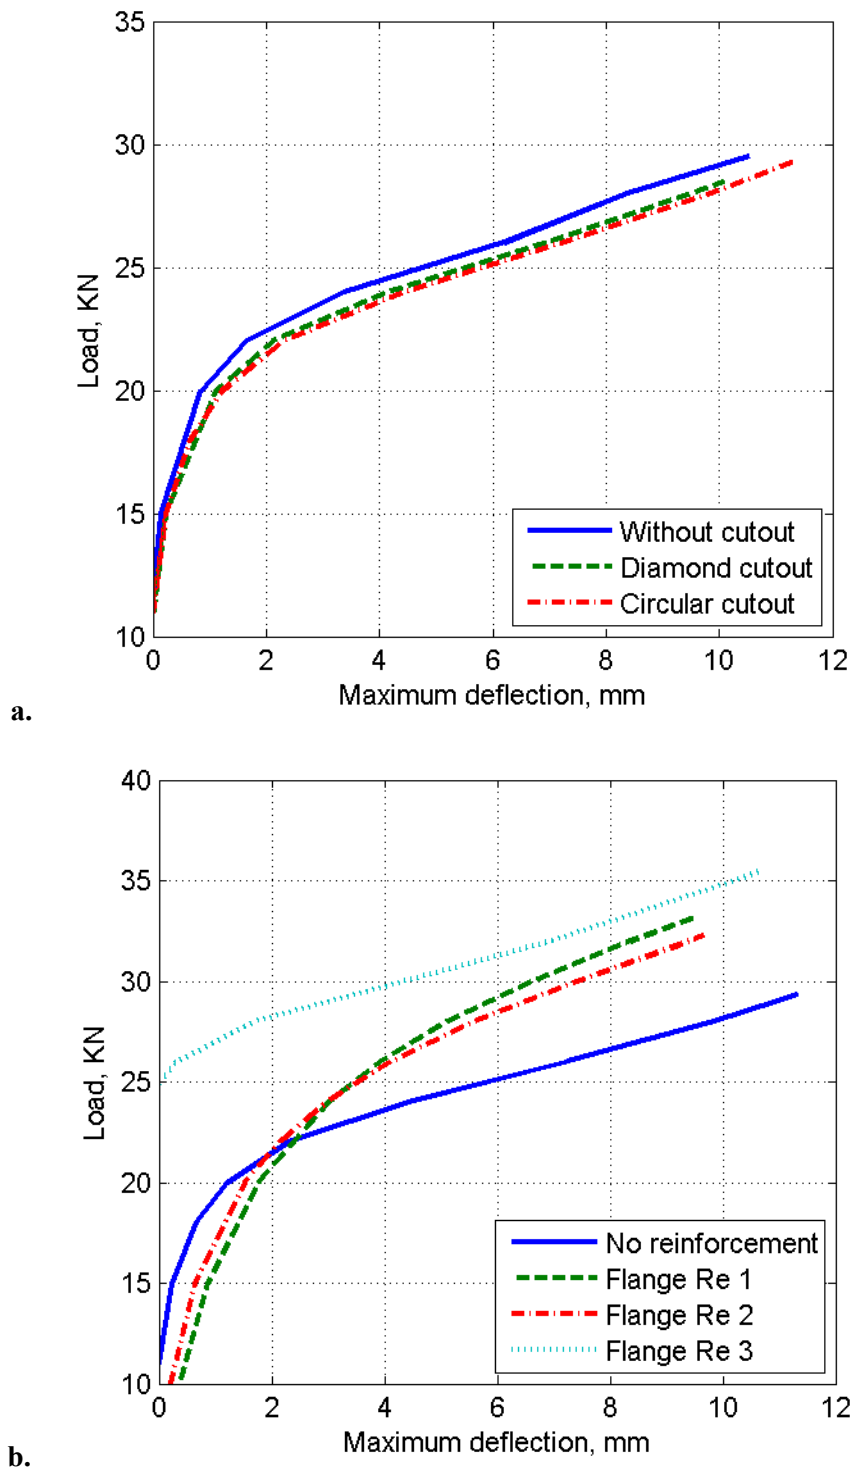 35
30
25
20
15
10
Load, KN
Without cutout
Diamond cutout
Circular cutout
0 2 4 6 8 10 12
Maximum deflection, mm
a.
40
35
30
25
20
15
10
Load, KN
No reinforcement
Flange Re 1
Flange Re 2
Flange Re 3
0 2 4 6 8 10 12
Maximum deflection, mm
b.